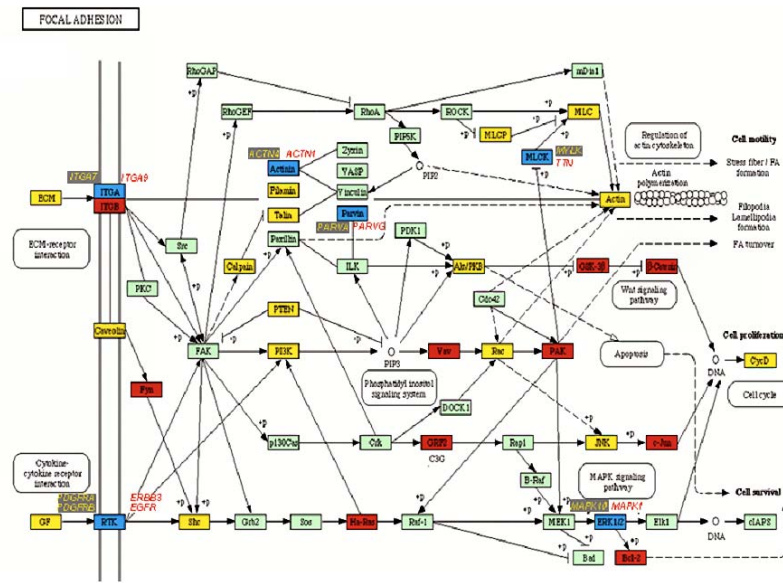 FOCAL ADHESION
RhoGAP
mDia1
+p
RhoGEF
RhoA
ROCK
MLC
PIP5K
MLCP
ACTN4 ACTN1
Zyxin
MLCK
MYLK
TTN
Regulation of
actin cytoskeleton
Cell motility
Actinin
VASP
PIP2
Stress fiber / FA
formation
ITGA7
ITGA9
Filamin
Vinculin
Actin
polymerization
ECM
ITGA
ITGB
Talin
Parvin
Actin
Filopodia
Lamellipodia
formation
PARVA PARVG
ECM-receptor
interaction
Src
Paxillin
PDK1
FA turnover
Calpain
ILK
Akt/PKB
GSK-3β
β-Catenin
PKC
Cdc42
Wnt signaling
pathway
PTEN
Caveolin
Cell proliferation
FAK
PI3K
PIP3
Vav
Rac
PAK
Apoptosis
DNA
CycD
Fyn
Phosphatidyl inositol
signaling system
Cell cycle
DOCK1
p130Cas
Crk
GRF2
Rap1
JNK
c-Jun
C3G
Cytokine-
cytokine receptor
interaction
B-Raf
MAPK signaling
pathway
Cell survival
PDGFRA
PDGFRB
ERBB3
EGFR
MAPK10 MAPK1
GF
RTK
Shc
Grb2
Sos
Ha-Ras
Raf-1
MEK1
ERK1/2
Elk1
DNA
cIAPS
Bad
Bcl-2